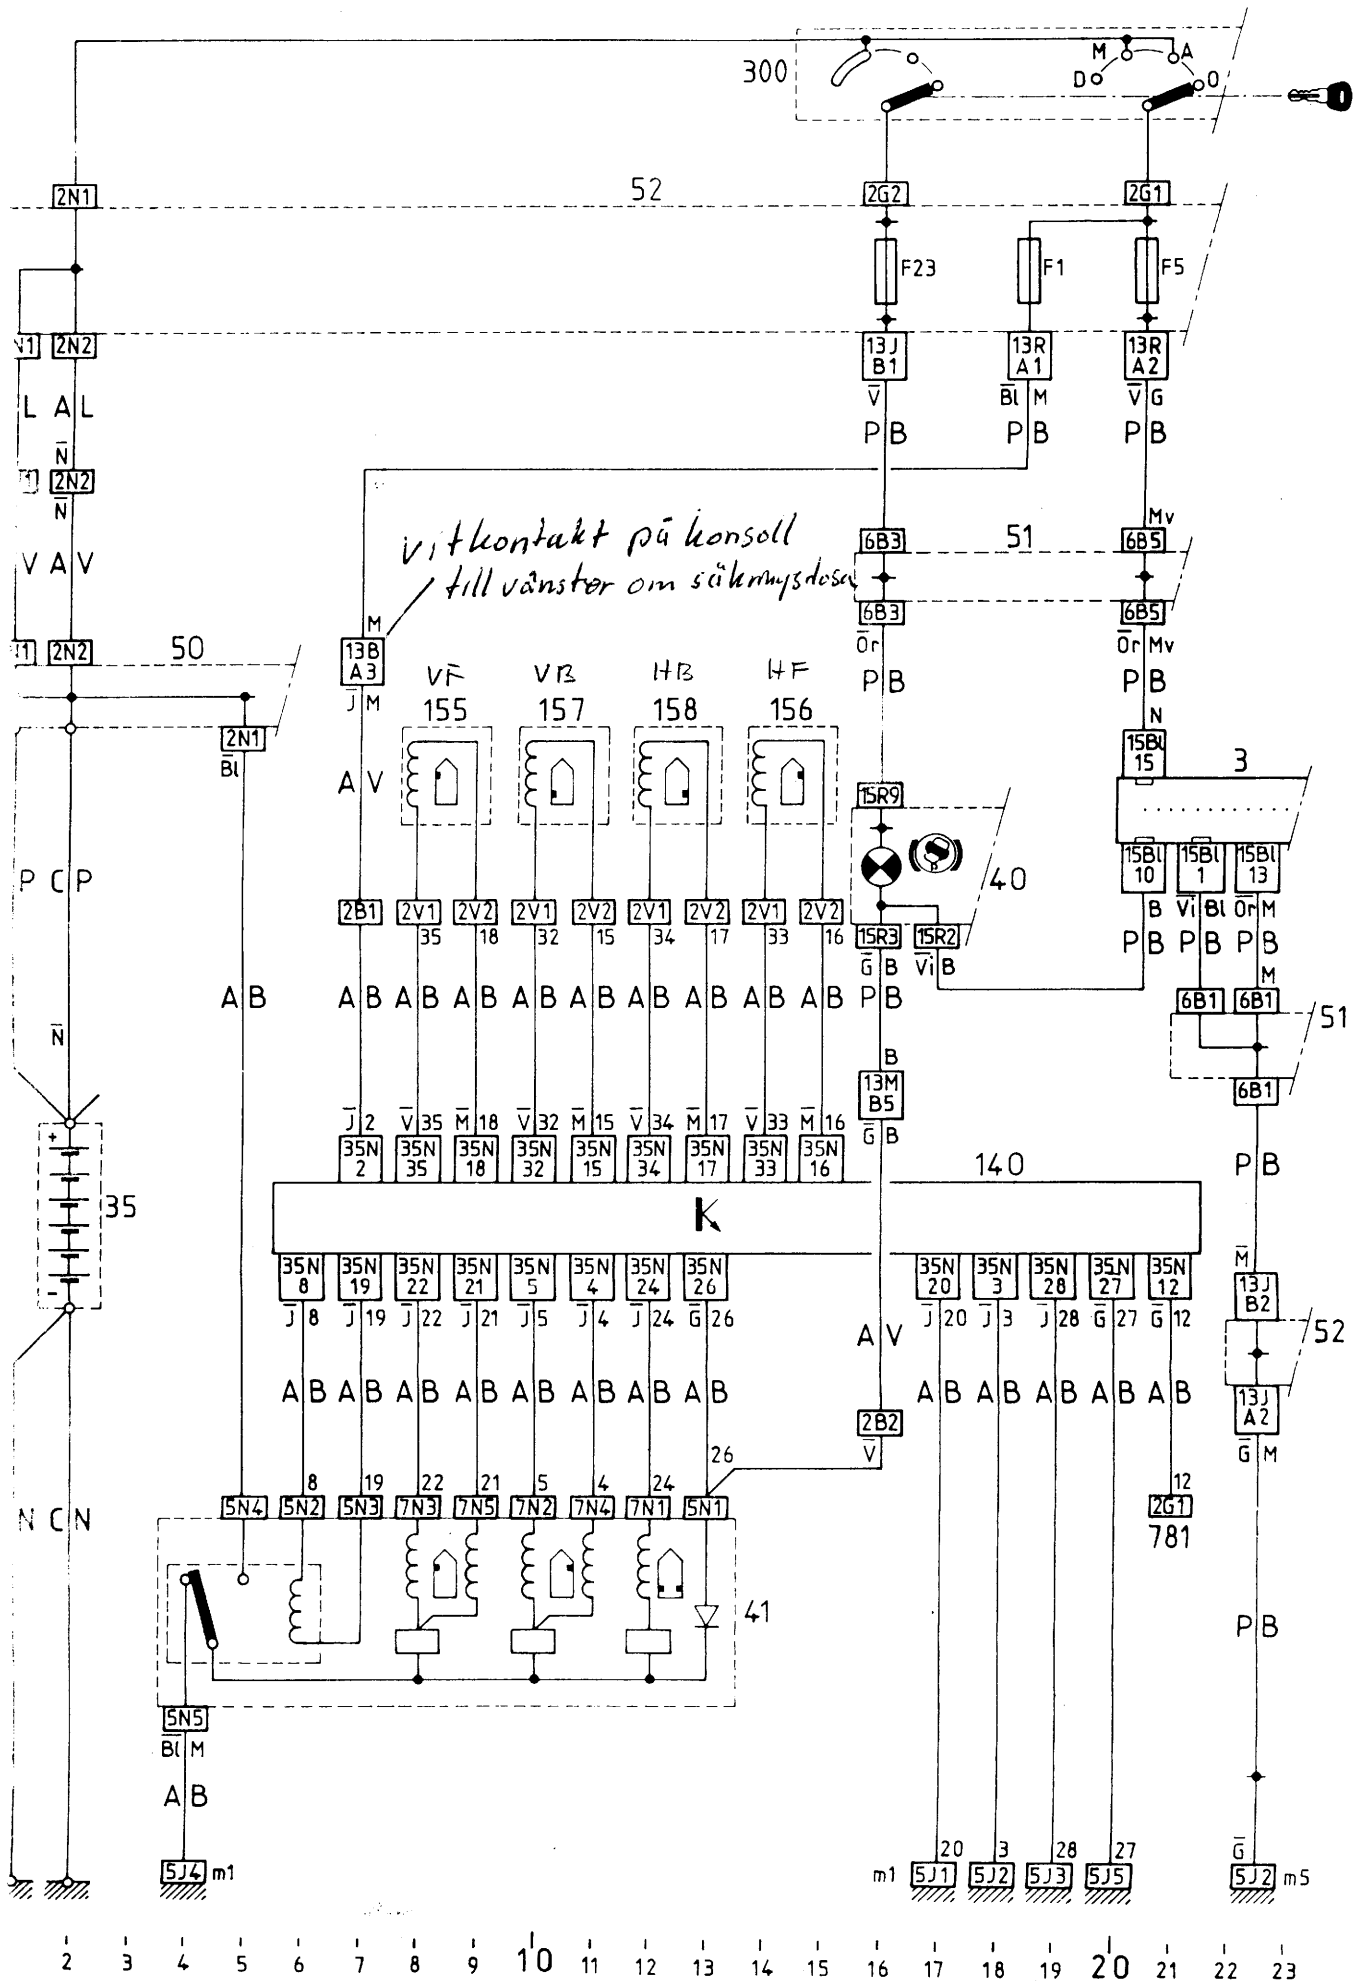 M A
300 D O
2N1 52 2G2 2G1
F23 F1 F5
N1 2N2 13J B1 13R A1 13R A2
V̅ B̅l̅ M V̅ G
L A L P B P B P B
N̅
1 2N2
N̅
Mv
vitkontakt på konsoll 6B3 51 6B5
V A V
till vänster om säkringsdosa
M 6B3 6B5
O̅r O̅r Mv
N1 2N2 50 13B A3 VF VB HB HF P B P B
J̅ M 155 157 158 156 N
2N1 15Bl 15 3
B̅l
A V 15R9
P C P 40 15Bl 10 15Bl 1 15Bl 13
2B1 2V1 2V2 2V1 2V2 2V1 2V2 2V1 2V2 B V̅i Bl O̅r M
35 18 32 15 34 17 33 16 15R3 15R2 P B P B P B
G̅ B V̅i B M
A B A B A B A B A B A B A B A B A B A B P B 6B1 6B1
51
N̅ B
13M B5 6B1
J̅ 2 V̅ 35 M̅ 18 V̅ 32 M̅ 15 V̅ 34 M̅ 17 V̅ 33 M̅ 16 G̅ B
35N 2 35N 35 35N 18 35N 32 35N 15 35N 34 35N 17 35N 33 35N 16 140 P B
+
35 K
-
M̅
35N 8 35N 19 35N 22 35N 21 35N 5 35N 4 35N 24 35N 26 35N 20 35N 3 35N 28 35N 27 35N 12 13J B2
J̅ 8 J̅ 19 J̅ 22 J̅ 21 J̅ 5 J̅ 4 J̅ 24 G̅ 26 A V J̅ 20 J̅ 3 J̅ 28 G̅ 27 G̅ 12 52
A B A B A B A B A B A B A B A B A B A B A B A B A B
2B2 13J A2
26 V̅ G̅ M
8 19 22 21 5 4 24 12
N C N 5N4 5N2 5N3 7N3 7N5 7N2 7N4 7N1 5N1 2G1
781
41 P B
5N5
B̅l M
A B
20 3 28 27 G̅
5J4 m1 m1 5J1 5J2 5J3 5J5 5J2 m5
2 3 4 5 6 7 8 9 10 11 12 13 14 15 16 17 18 19 20 21 22 23